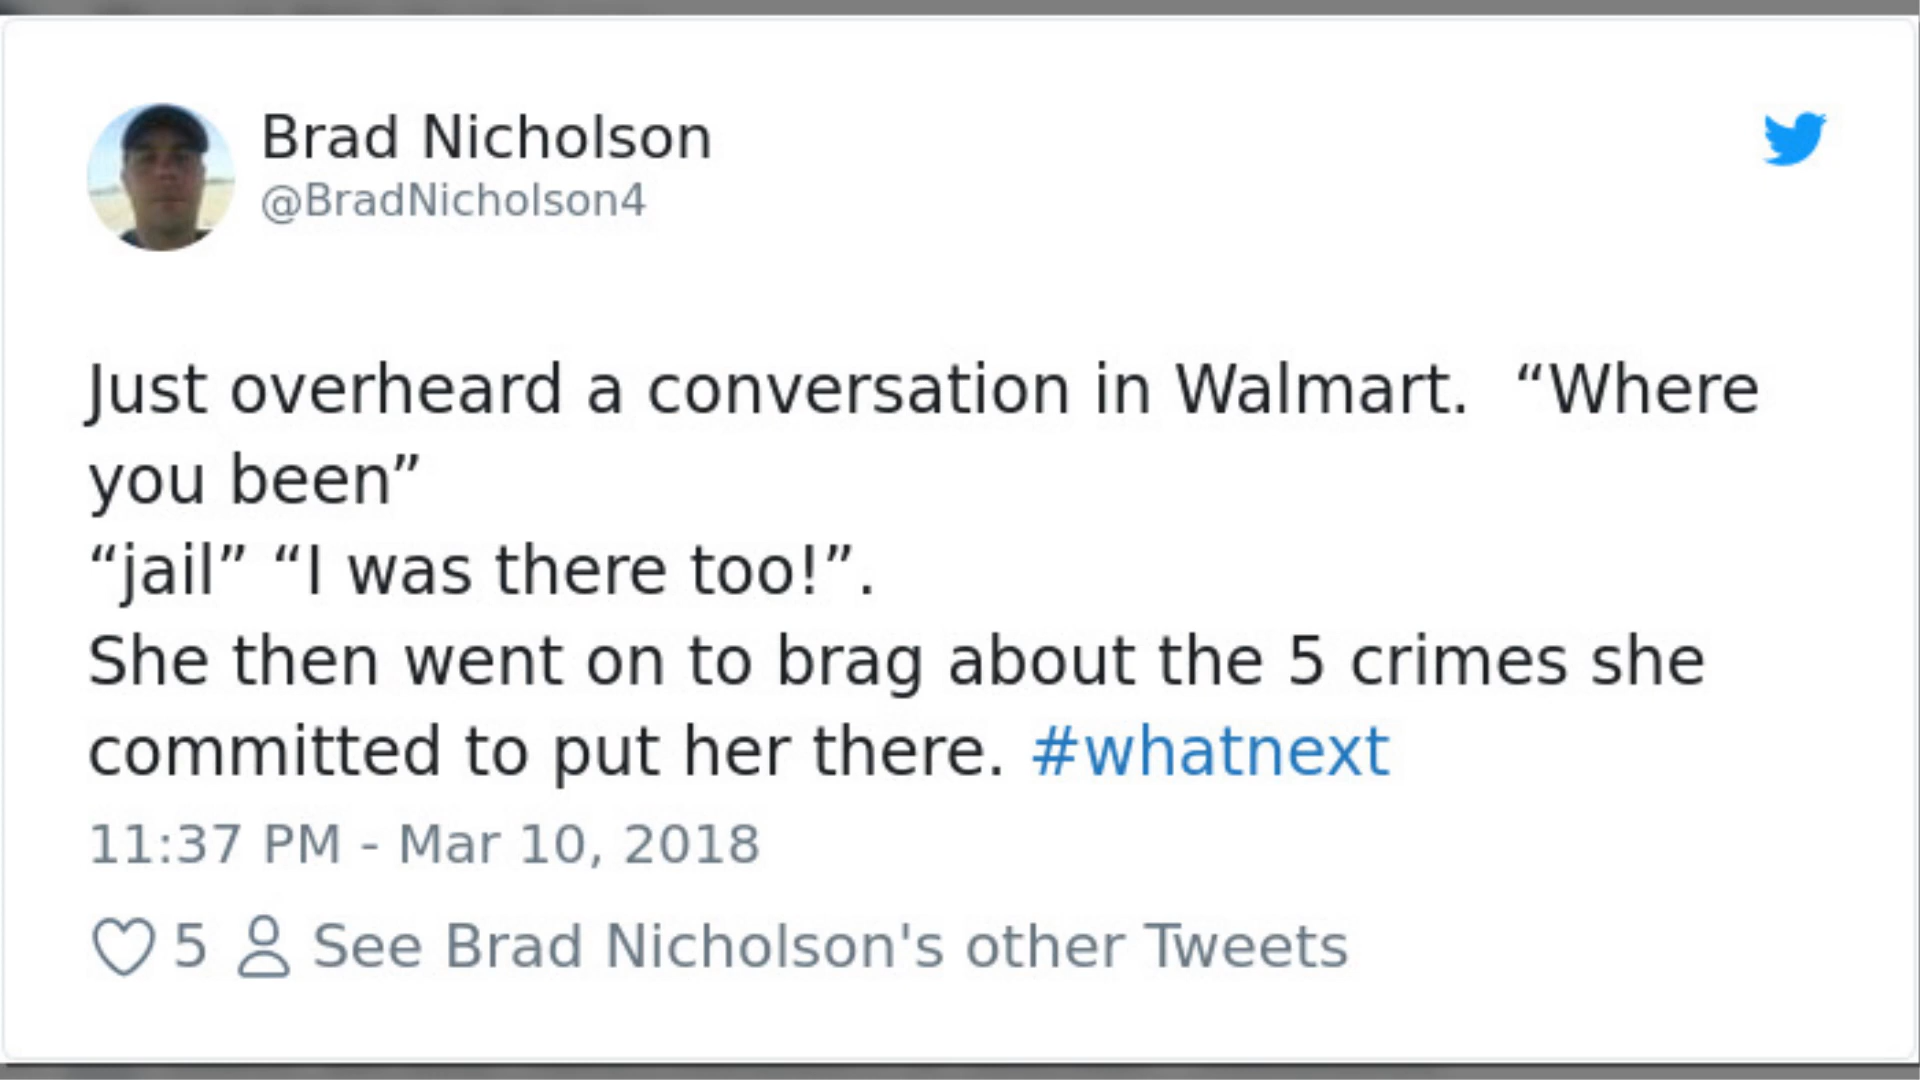 Brad Nicholson
@BradNicholson4
Just overheard a conversation in Walmart.  “Where
you been”
“jail” “I was there too!”.
She then went on to brag about the 5 crimes she
committed to put her there. #whatnext
11:37 PM - Mar 10, 2018
5 See Brad Nicholson's other Tweets